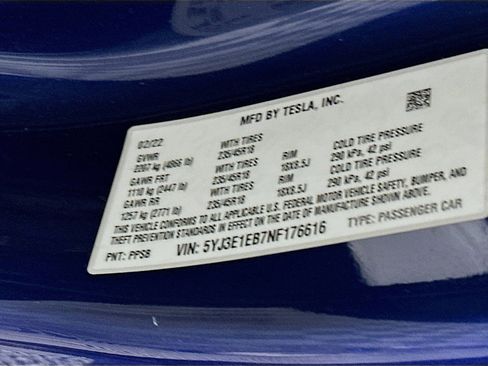 MFD BY TESLA, INC.
02/22
GVWR WITH TIRES RIM COLD TIRE PRESSURE
2207 kg (4866 lb) 235/45R18 18X8.5J 290 kPa, 42 psi
GAWR FRT WITH TIRES RIM COLD TIRE PRESSURE
1110 kg (2447 lb) 235/45R18 18X8.5J 290 kPa, 42 psi
GAWR RR WITH TIRES
1257 kg (2771 lb) 235/45R18
THIS VEHICLE CONFORMS TO ALL APPLICABLE U.S. FEDERAL MOTOR VEHICLE SAFETY, BUMPER, AND
THEFT PREVENTION STANDARDS IN EFFECT ON THE DATE OF MANUFACTURE SHOWN ABOVE.
VIN: 5YJ3E1EB7NF176616 TYPE: PASSENGER CAR
PNT: PPSB